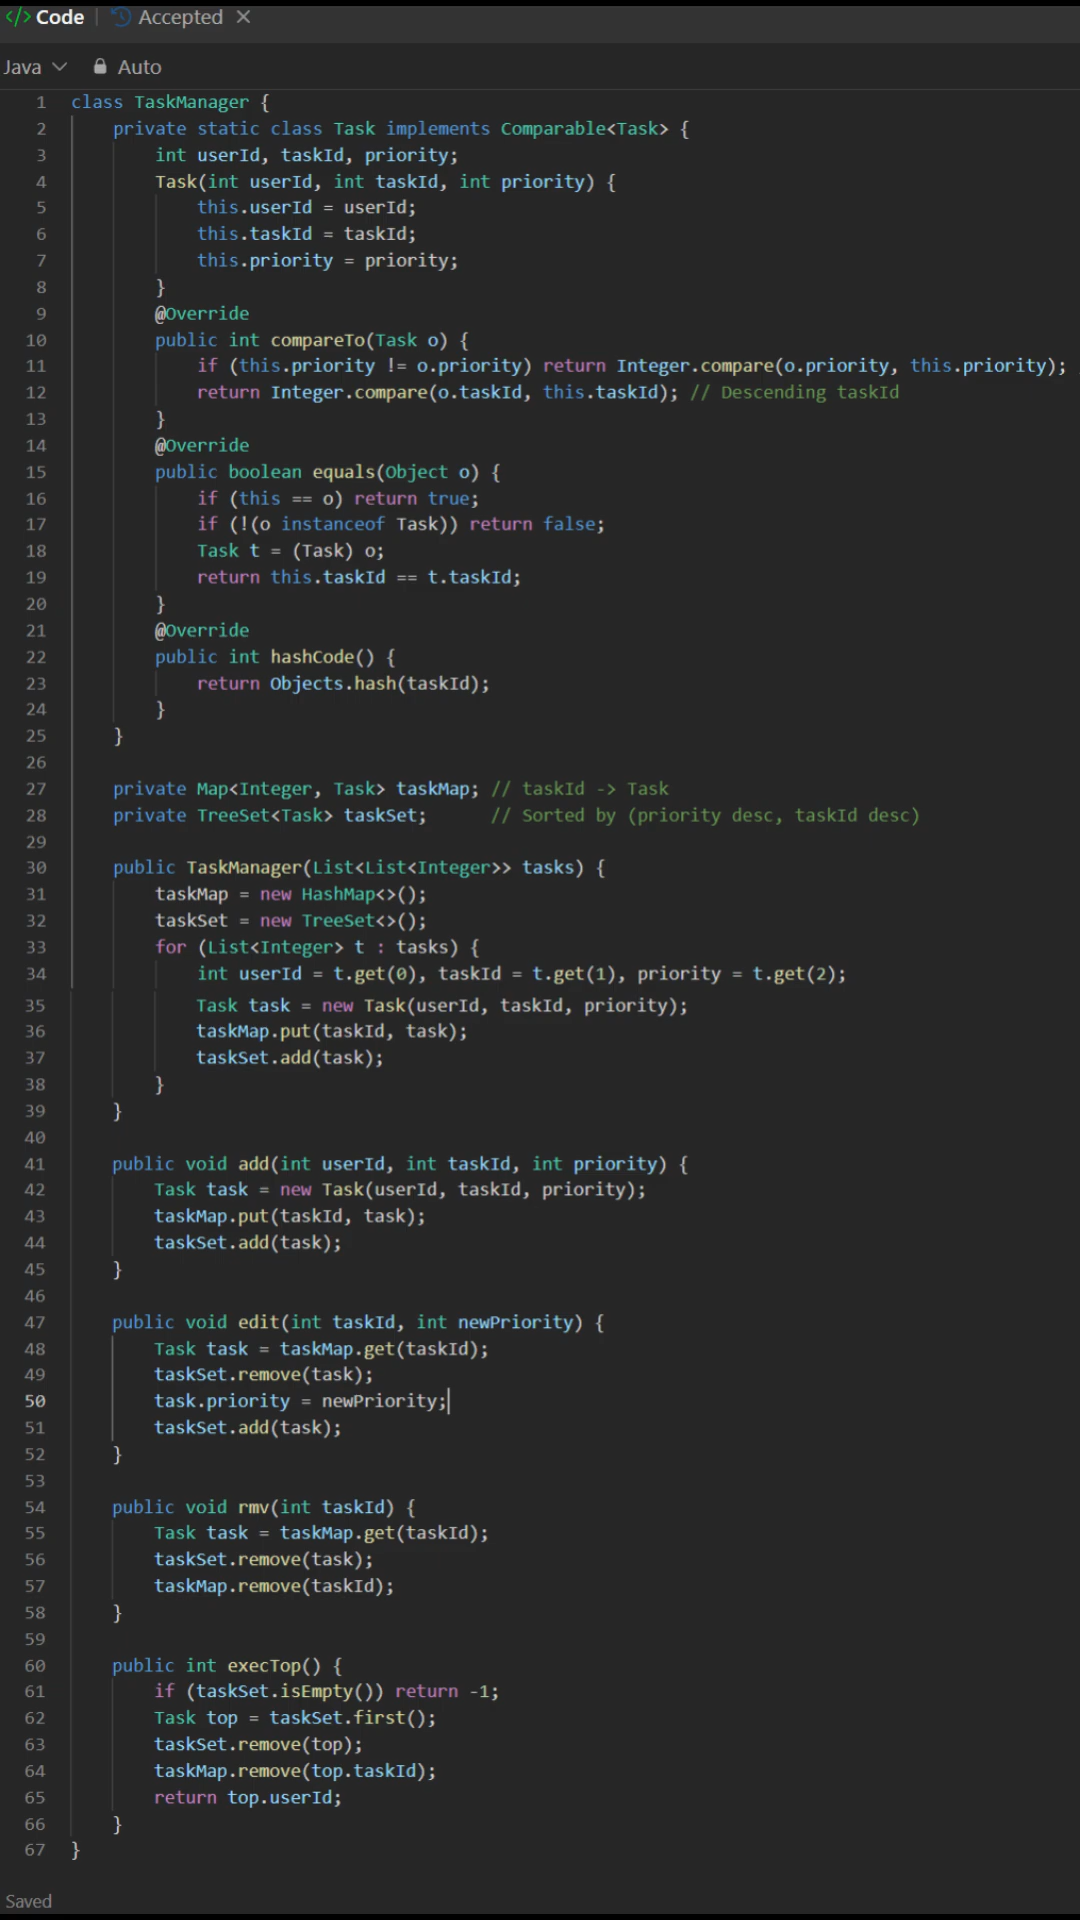 </> Code | Accepted ×
Java Auto
1 class TaskManager {
2 private static class Task implements Comparable<Task> {
3 int userId, taskId, priority;
4 Task(int userId, int taskId, int priority) {
5 this.userId = userId;
6 this.taskId = taskId;
7 this.priority = priority;
8 }
9 @Override
10 public int compareTo(Task o) {
11 if (this.priority != o.priority) return Integer.compare(o.priority, this.priority);
12 return Integer.compare(o.taskId, this.taskId); // Descending taskId
13 }
14 @Override
15 public boolean equals(Object o) {
16 if (this == o) return true;
17 if (!(o instanceof Task)) return false;
18 Task t = (Task) o;
19 return this.taskId == t.taskId;
20 }
21 @Override
22 public int hashCode() {
23 return Objects.hash(taskId);
24 }
25 }
26
27 private Map<Integer, Task> taskMap; // taskId -> Task
28 private TreeSet<Task> taskSet; // Sorted by (priority desc, taskId desc)
29
30 public TaskManager(List<List<Integer>> tasks) {
31 taskMap = new HashMap<>();
32 taskSet = new TreeSet<>();
33 for (List<Integer> t : tasks) {
34 int userId = t.get(0), taskId = t.get(1), priority = t.get(2);
35 Task task = new Task(userId, taskId, priority);
36 taskMap.put(taskId, task);
37 taskSet.add(task);
38 }
39 }
40
41 public void add(int userId, int taskId, int priority) {
42 Task task = new Task(userId, taskId, priority);
43 taskMap.put(taskId, task);
44 taskSet.add(task);
45 }
46
47 public void edit(int taskId, int newPriority) {
48 Task task = taskMap.get(taskId);
49 taskSet.remove(task);
50 task.priority = newPriority;
51 taskSet.add(task);
52 }
53
54 public void rmv(int taskId) {
55 Task task = taskMap.get(taskId);
56 taskSet.remove(task);
57 taskMap.remove(taskId);
58 }
59
60 public int execTop() {
61 if (taskSet.isEmpty()) return -1;
62 Task top = taskSet.first();
63 taskSet.remove(top);
64 taskMap.remove(top.taskId);
65 return top.userId;
66 }
67 }
Saved